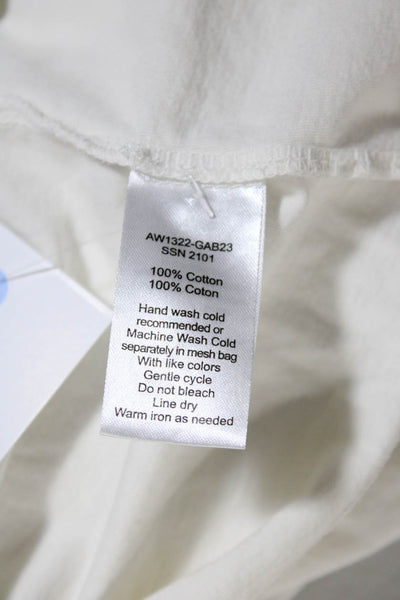 AW1322-GAB23
SSN 2101
100% Cotton
100% Coton
Hand wash cold
recommended or
Machine Wash Cold
separately in mesh bag
With like colors
Gentle cycle
Do not bleach
Line dry
Warm iron as needed